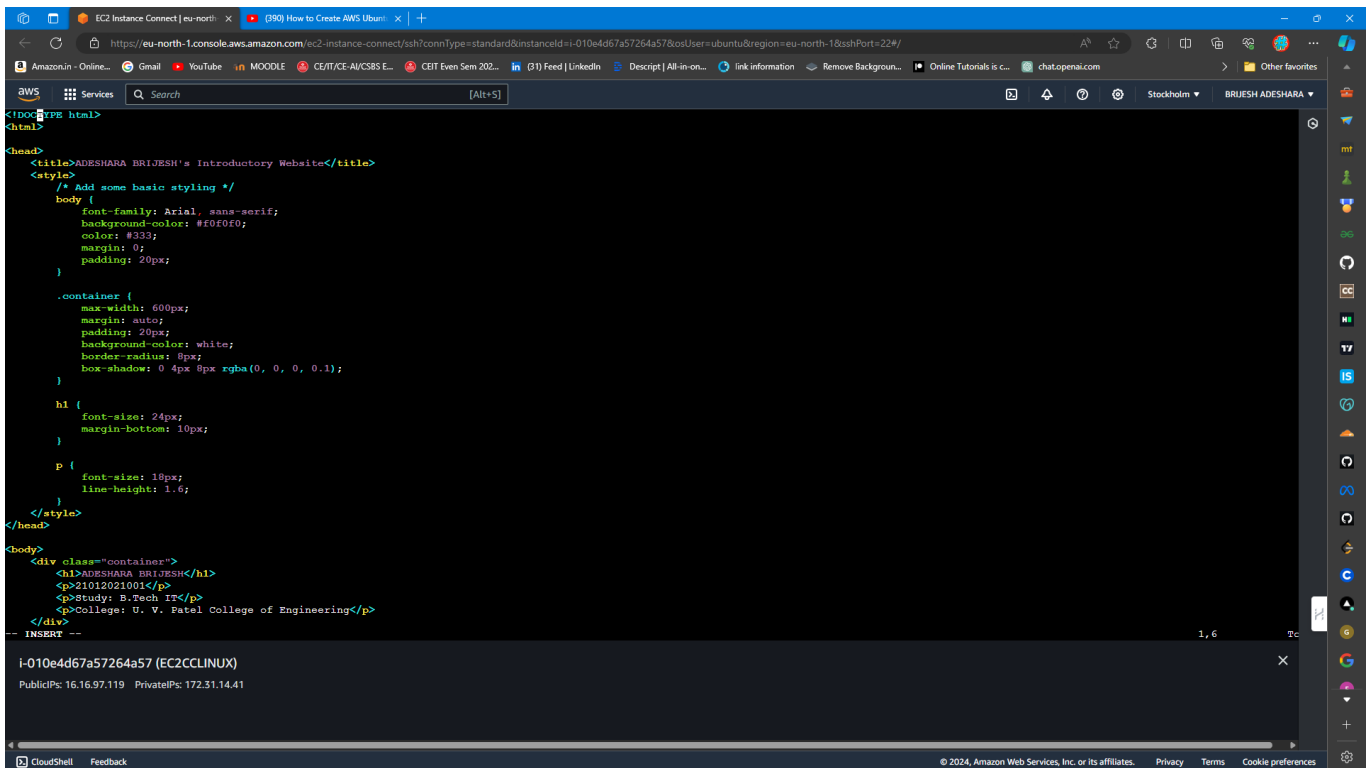 EC2 Instance Connect | eu-north-
(390) How to Create AWS Ubunt
https://eu-north-1.console.aws.amazon.com/ec2-instance-connect/ssh?connType=standard&instanceId=i-010e4d67a57264a57&osUser=ubuntu&region=eu-north-1&sshPort=22#/
Amazon.in - Online... Gmail YouTube MOODLE CE/IT/CE-AI/CSBS E... CEIT Even Sem 202... (31) Feed | LinkedIn Descript | All-in-on... link information Remove Backgroun... Online Tutorials is c... chat.openai.com Other favorites
aws Services Search [Alt+S] Stockholm ▼ BRIJESH ADESHARA ▼
<!DOCTYPE html>
<html>
<head>
<title>ADESHARA BRIJESH's Introductory Website</title>
<style>
/* Add some basic styling */
body {
font-family: Arial, sans-serif;
background-color: #f0f0f0;
color: #333;
margin: 0;
padding: 20px;
}
.container {
max-width: 600px;
margin: auto;
padding: 20px;
background-color: white;
border-radius: 8px;
box-shadow: 0 4px 8px rgba(0, 0, 0, 0.1);
}
h1 {
font-size: 24px;
margin-bottom: 10px;
}
p {
font-size: 18px;
line-height: 1.6;
}
</style>
</head>
<body>
<div class="container">
<h1>ADESHARA BRIJESH</h1>
<p>21012021001</p>
<p>Study: B.Tech IT</p>
<p>College: U. V. Patel College of Engineering</p>
</div>
-- INSERT -- 1,6 To
i-010e4d67a57264a57 (EC2CCLINUX)
PublicIPs: 16.16.97.119 PrivateIPs: 172.31.14.41
CloudShell Feedback © 2024, Amazon Web Services, Inc. or its affiliates. Privacy Terms Cookie preferences